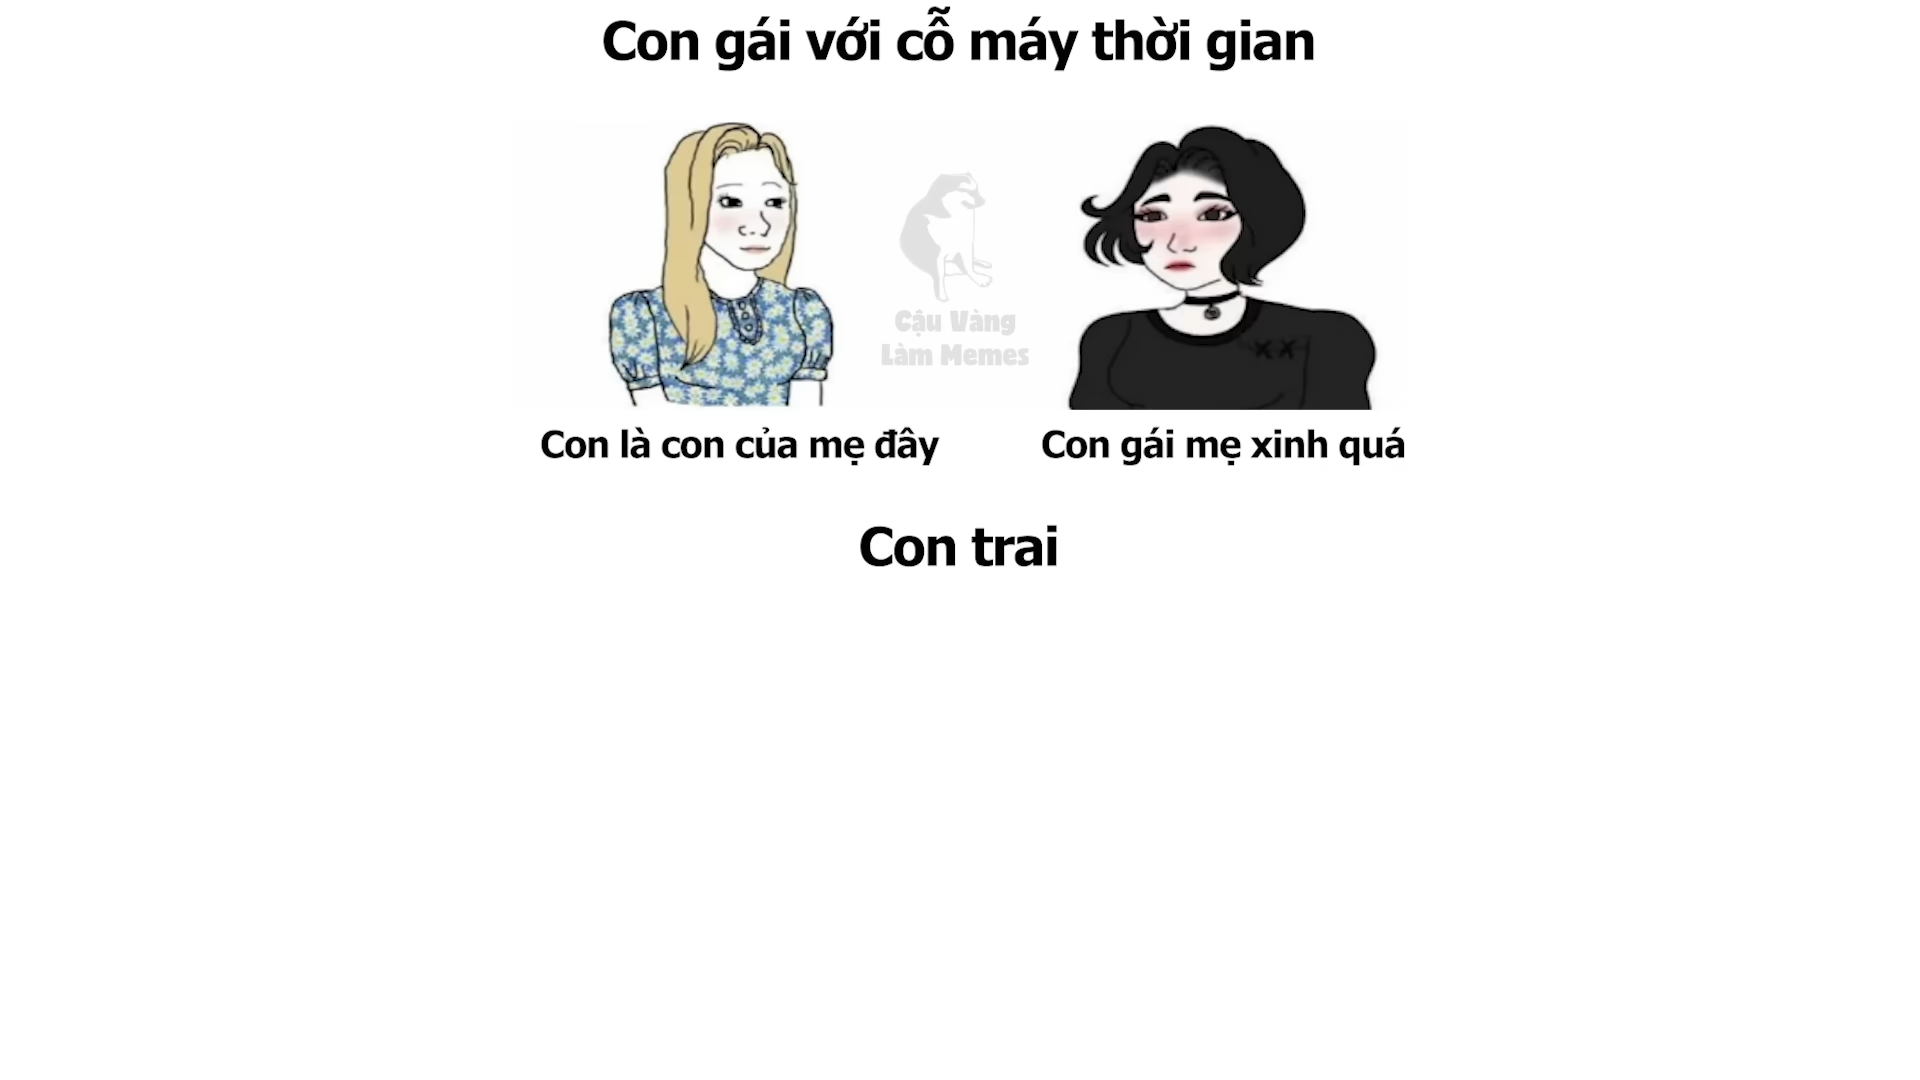 Con gái với cỗ máy thời gian
Cậu Vàng
Làm Memes
Con là con của mẹ đây
Con gái mẹ xinh quá
Con trai